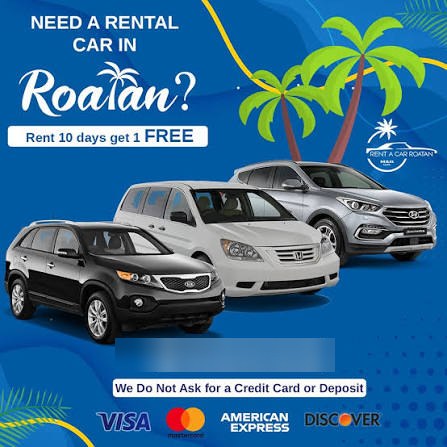 NEED A RENTAL
CAR IN
Roatan?
Rent 10 days get 1 FREE
RENT A CAR ROATAN
We Do Not Ask for a Credit Card or Deposit
VISA
mastercard
AMERICAN
EXPRESS
DISCOVER